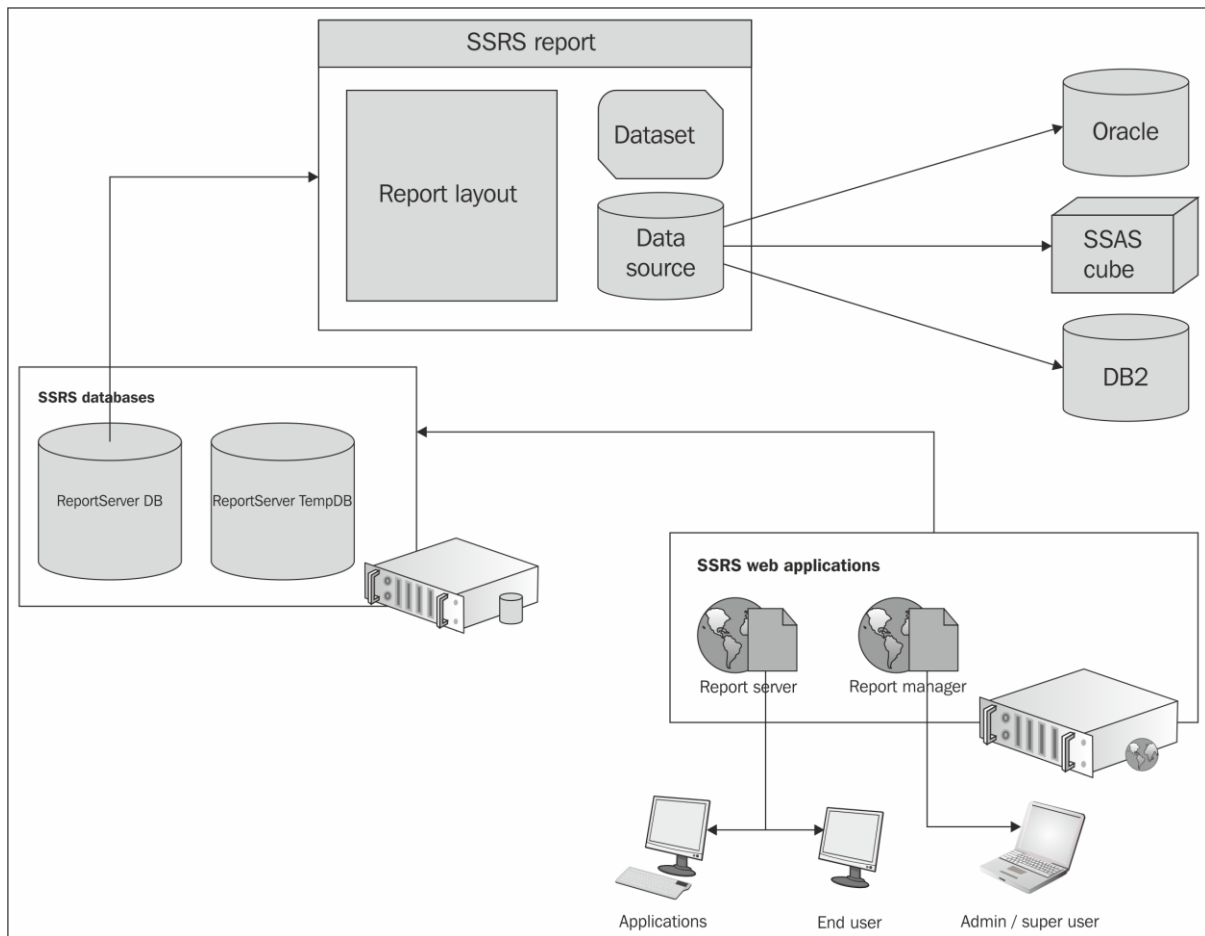 SSRS report
Report layout
Dataset
Data
source
Oracle
SSAS
cube
DB2
SSRS databases
ReportServer DB
ReportServer TempDB
SSRS web applications
Report server
Report manager
Applications
End user
Admin / super user